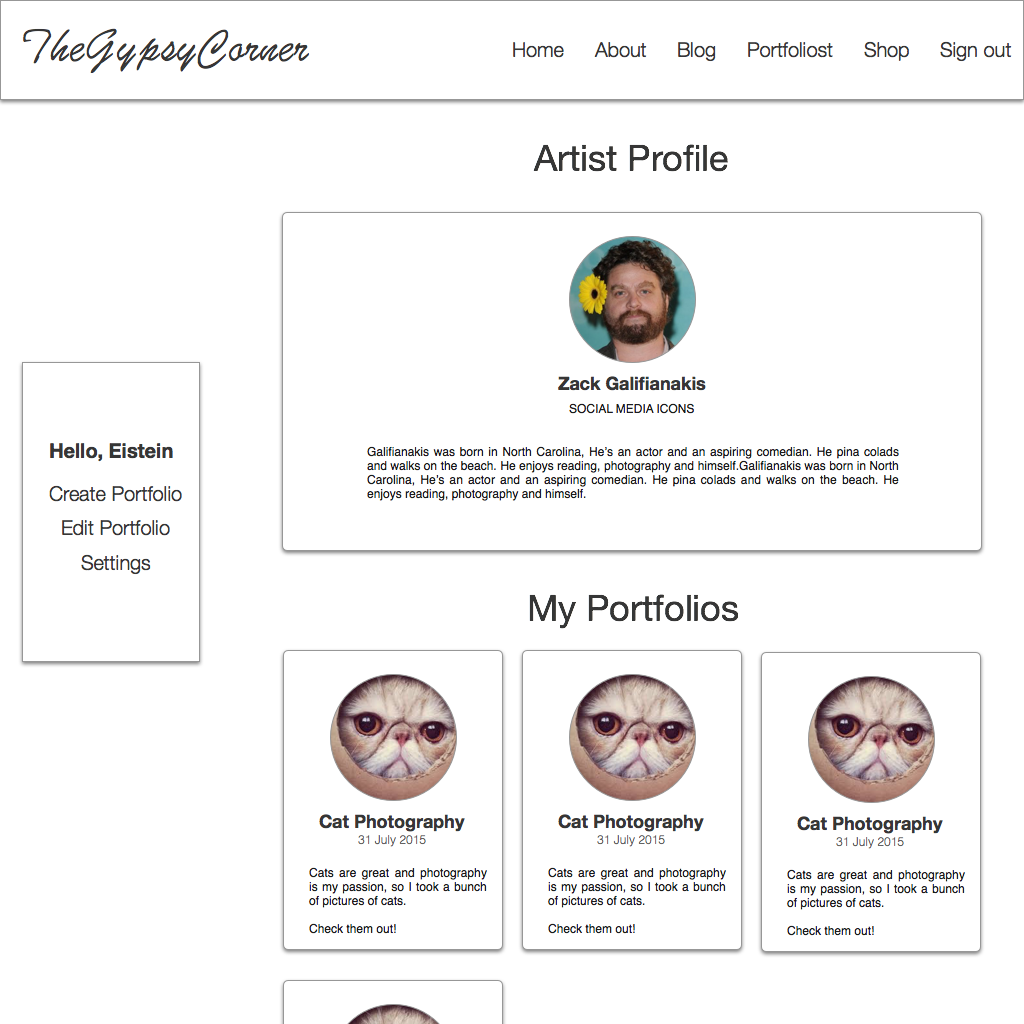 TheGypsyCorner
Home About Blog Portfoliost Shop Sign out
Artist Profile
Zack Galifianakis
SOCIAL MEDIA ICONS
Galifianakis was born in North Carolina, He's an actor and an aspiring comedian. He pina colads
and walks on the beach. He enjoys reading, photography and himself.Galifianakis was born in North
Carolina, He's an actor and an aspiring comedian. He pina colads and walks on the beach. He
enjoys reading, photography and himself.
Hello, Eistein
Create Portfolio
Edit Portfolio
Settings
My Portfolios
Cat Photography
31 July 2015
Cats are great and photography
is my passion, so I took a bunch
of pictures of cats.
Check them out!
Cat Photography
31 July 2015
Cats are great and photography
is my passion, so I took a bunch
of pictures of cats.
Check them out!
Cat Photography
31 July 2015
Cats are great and photography
is my passion, so I took a bunch
of pictures of cats.
Check them out!